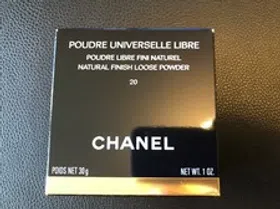 POUDRE UNIVERSELLE LIBRE
POUDRE LIBRE FINI NATUREL
NATURAL FINISH LOOSE POWDER
20
CHANEL
POIDS NET 30g NET WT. 1 OZ.